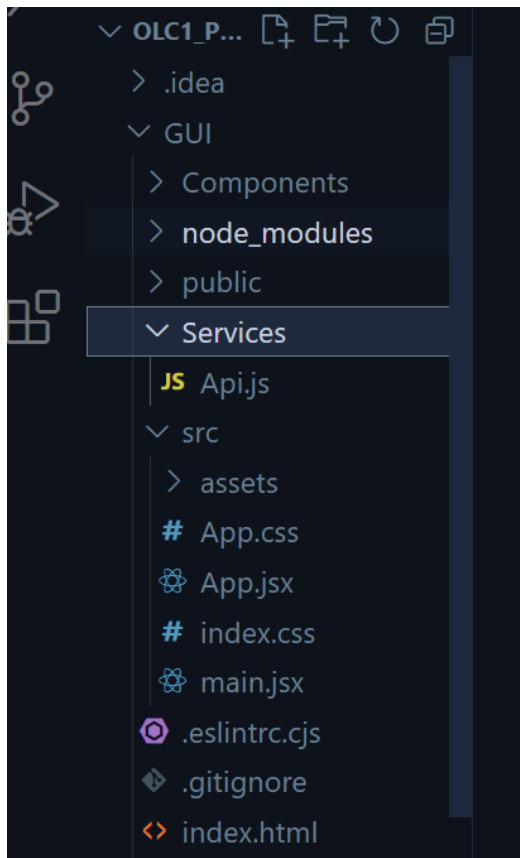 OLC1_P...
.idea
GUI
Components
node_modules
public
Services
JS Api.js
src
assets
# App.css
App.jsx
# index.css
main.jsx
.eslintrc.cjs
.gitignore
<> index.html